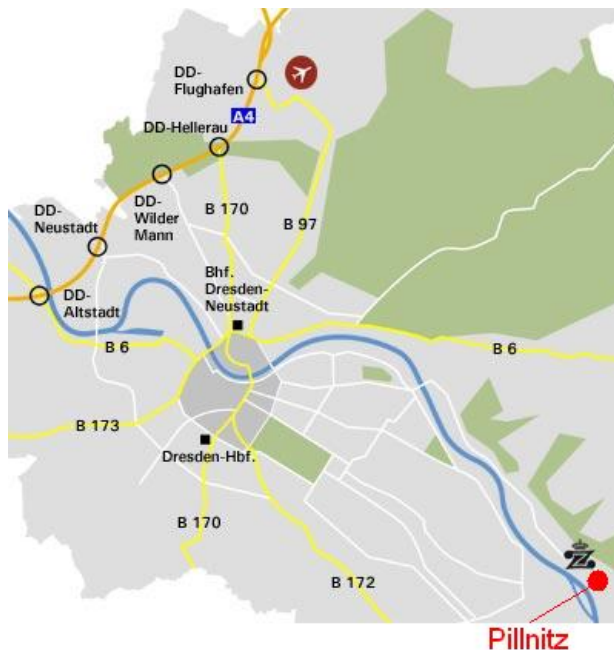 DD-
Flughafen
A4
DD-Hellerau
DD-
Neustadt
DD-
Wilder
Mann
B 170
B 97
Bhf.
Dresden-
Neustadt
DD-
Altstadt
B 6
B 6
B 173
Dresden-Hbf.
B 170
B 172
Pillnitz